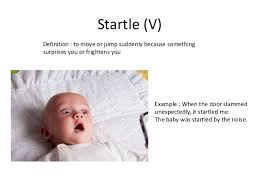 Startle (V)
Definition : to move or jump suddenly because something
surprises you or frightens you
Example : When the door slammed
unexpectedly, it startled me.
The baby was startled by the noise.